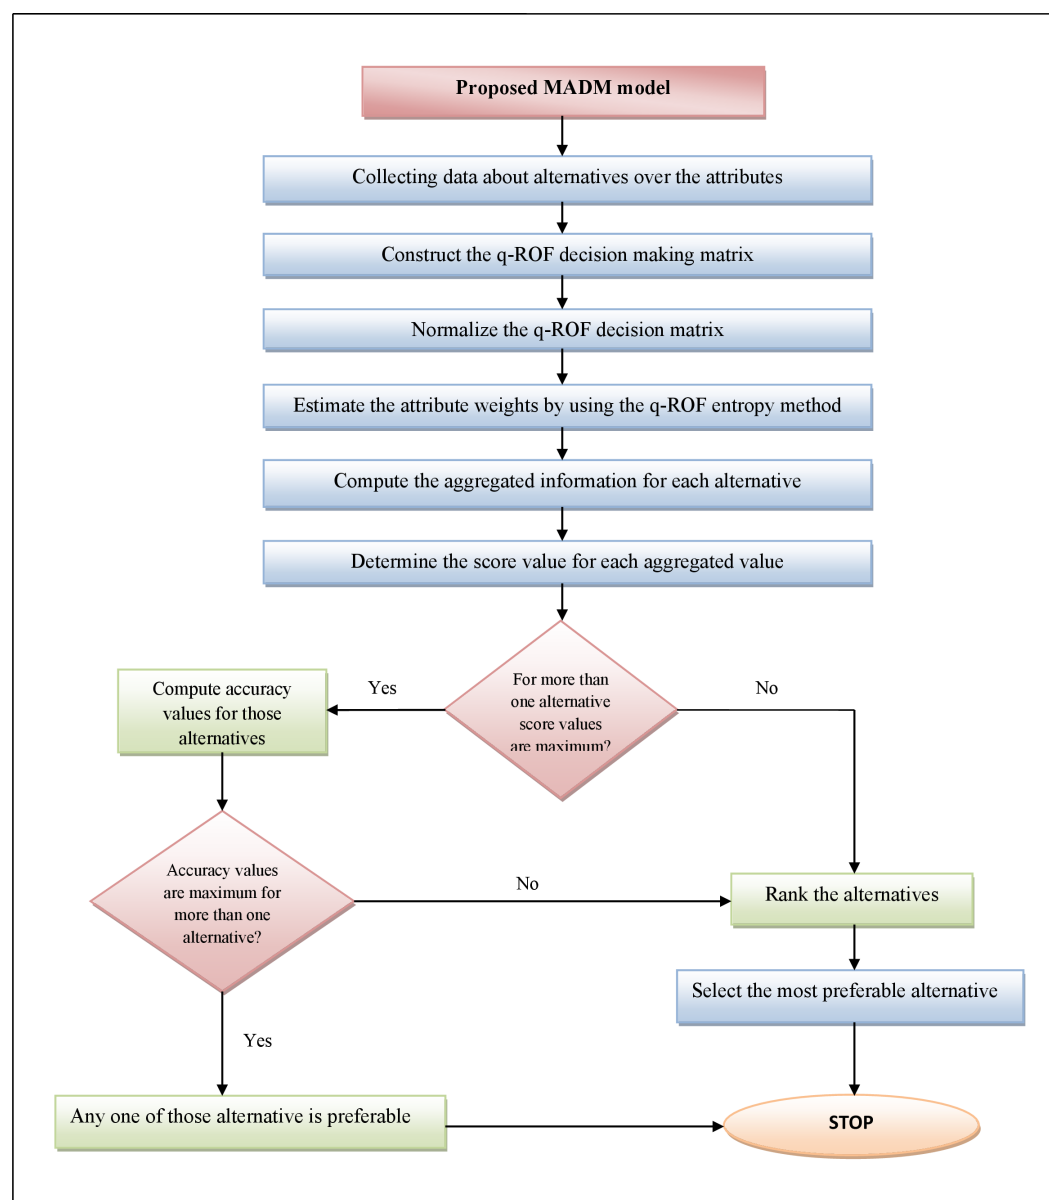 Proposed MADM model
Collecting data about alternatives over the attributes
Construct the q-ROF decision making matrix
Normalize the q-ROF decision matrix
Estimate the attribute weights by using the q-ROF entropy method
Compute the aggregated information for each alternative
Determine the score value for each aggregated value
For more than
one alternative
score values
are maximum?
Yes
No
Compute accuracy
values for those
alternatives
Accuracy values
are maximum for
more than one
alternative?
No
Rank the alternatives
Select the most preferable alternative
Yes
Any one of those alternative is preferable
STOP